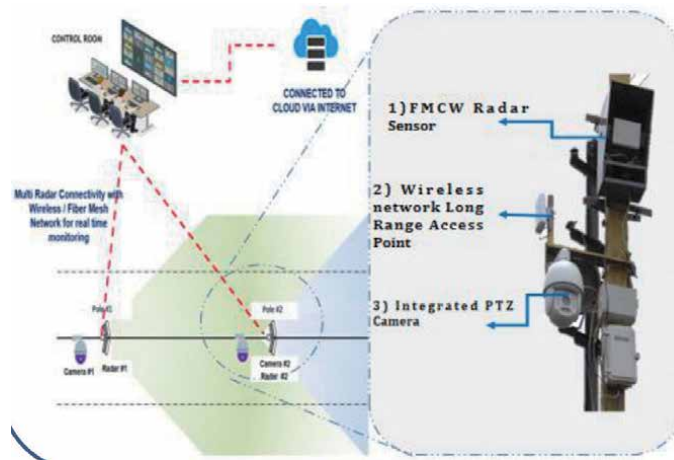 CONTROL ROOM
CONNECTED TO
CLOUD VIA INTERNET
Multi Radar Connectivity with
Wireless / Fiber Mesh
Network for real time
monitoring
Pole #1
Pole #2
Camera #1
Radar #1
Camera #2
Radar #2
1)FMCW Radar
Sensor
2) Wireless
network Long
Range Access
Point
3) Integrated PTZ
Camera